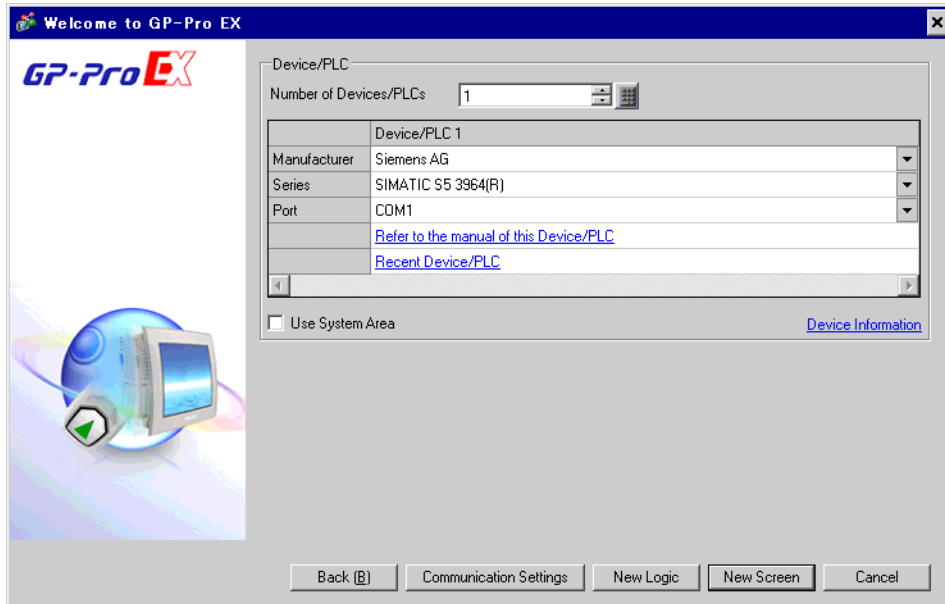 Welcome to GP-Pro EX
GP-Pro EX
Device/PLC
Number of Devices/PLCs 1
Device/PLC 1
Manufacturer Siemens AG
Series SIMATIC S5 3964(R)
Port COM1
Refer to the manual of this Device/PLC
Recent Device/PLC
Use System Area Device Information
Back (B) Communication Settings New Logic New Screen Cancel